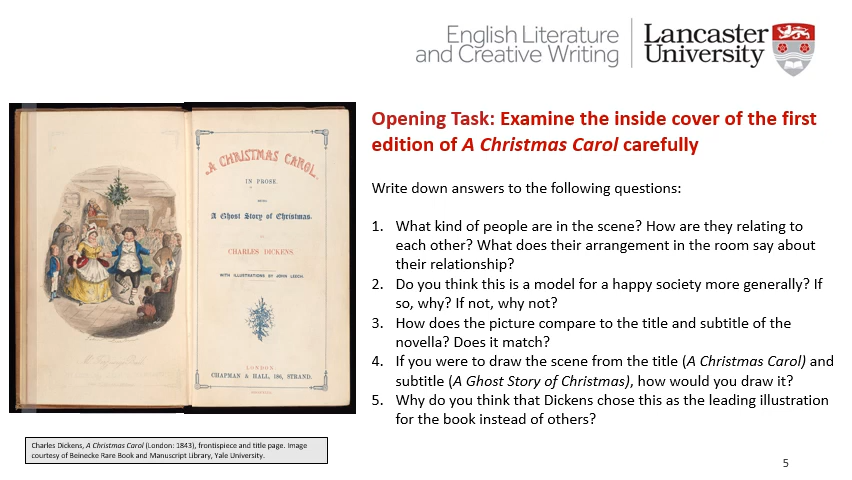 English Literature
and Creative Writing
Lancaster
University
A CHRISTMAS CAROL.
IN PROSE.
BEING
A Ghost Story of Christmas.
BY
CHARLES DICKENS.
WITH ILLUSTRATIONS BY JOHN LEECH.
LONDON:
CHAPMAN & HALL, 186, STRAND.
Opening Task: Examine the inside cover of the first
edition of A Christmas Carol carefully
Write down answers to the following questions:
1. What kind of people are in the scene? How are they relating to
each other? What does their arrangement in the room say about
their relationship?
2. Do you think this is a model for a happy society more generally? If
so, why? If not, why not?
3. How does the picture compare to the title and subtitle of the
novella? Does it match?
4. If you were to draw the scene from the title (A Christmas Carol) and
subtitle (A Ghost Story of Christmas), how would you draw it?
5. Why do you think that Dickens chose this as the leading illustration
for the book instead of others?
Charles Dickens, A Christmas Carol (London: 1843), frontispiece and title page. Image
courtesy of Beinecke Rare Book and Manuscript Library, Yale University.
5